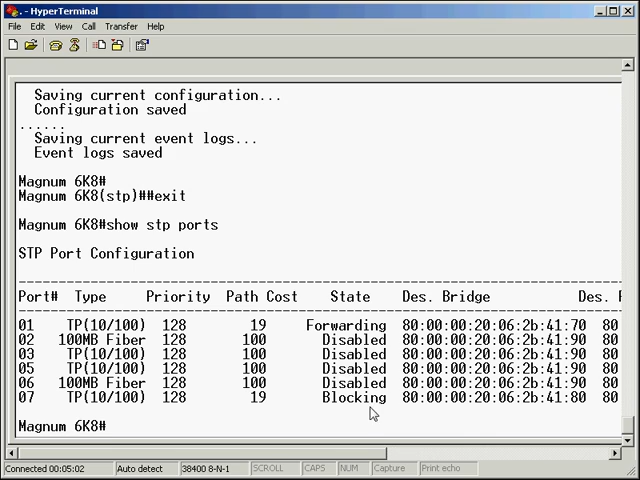 . - HyperTerminal
File Edit View Call Transfer Help
Saving current configuration...
Configuration saved
......
Saving current event logs...
Event logs saved
Magnum 6K8#
Magnum 6K8(stp)##exit
Magnum 6K8#show stp ports
STP Port Configuration
--------------------------------------------------------------------------------
Port# Type Priority Path Cost State Des. Bridge Des.
--------------------------------------------------------------------------------
01 TP(10/100) 128 19 Forwarding 80:00:00:20:06:2b:41:70 80
02 100MB Fiber 128 100 Disabled 80:00:00:20:06:2b:41:90 80
03 TP(10/100) 128 100 Disabled 80:00:00:20:06:2b:41:90 80
05 TP(10/100) 128 100 Disabled 80:00:00:20:06:2b:41:90 80
06 100MB Fiber 128 100 Disabled 80:00:00:20:06:2b:41:90 80
07 TP(10/100) 128 19 Blocking 80:00:00:20:06:2b:41:80 80
Magnum 6K8#
Connected 00:05:02 Auto detect 38400 8-N-1 SCROLL CAPS NUM Capture Print echo